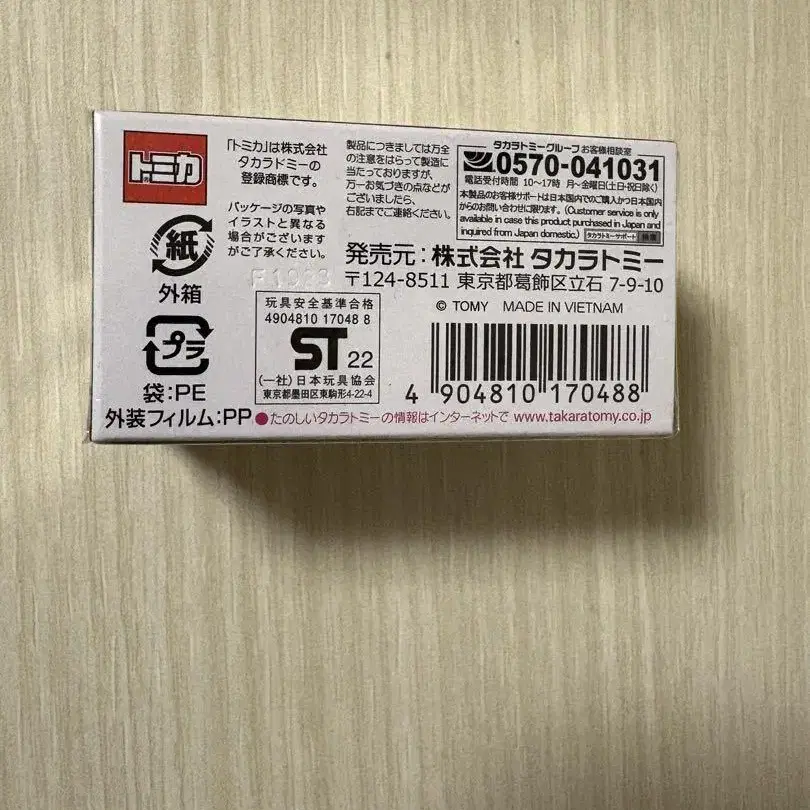 トミカ
「トミカ」は株式会社
タカラトミーの
登録商標です。
パッケージの写真や
イラストと異なる
場合がございますが
ご了承ください。
製品につきましては万全
の注意をはらって製造に
当たっておりますが、
万一お気づきの点などが
ございましたら、
右記までご連絡ください。
タカラトミーグループ お客様相談室
0570-041031
電話受付時間 10〜17時 月〜金曜日(土・日・祝日除く)
本製品のお客様サポートは日本国内でのご購入かつ日本国内
からのお問い合わせに限ります。(Customer service is only
available in case this product purchased in Japan and
inquired from Japan domestic.)
タカラトミーサポート 検索
紙
外箱
プラ
袋:PE
外装フィルム:PP
発売元:株式会社 タカラトミー
〒124-8511 東京都葛飾区立石 7-9-10
© TOMY MADE IN VIETNAM
玩具安全基準合格
4904810 17048 8
ST 22
(一社)日本玩具協会
東京都墨田区東駒形4-22-4
4 904810 170488
●たのしいタカラトミーの情報はインターネットで www.takaratomy.co.jp